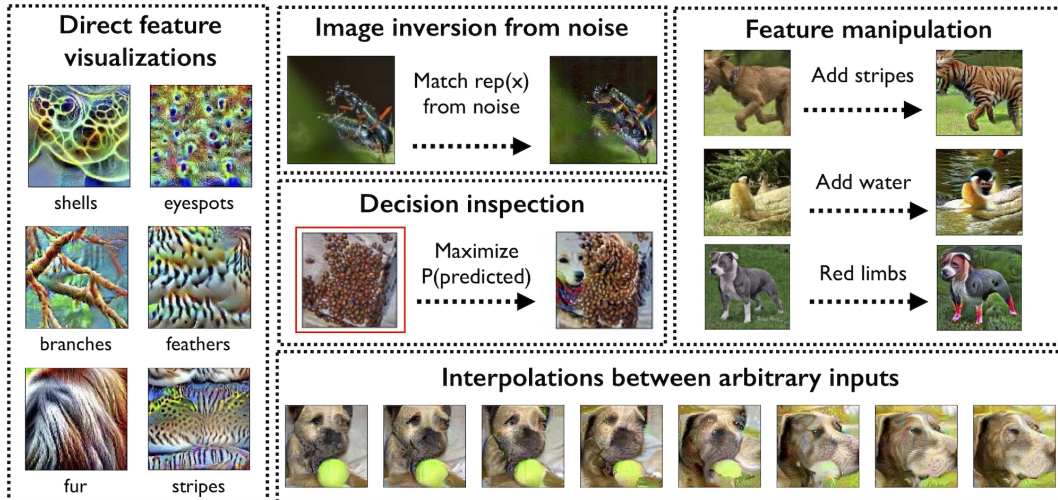 Direct feature
visualizations
shells
eyespots
branches
feathers
fur
stripes
Image inversion from noise
Match rep(x)
from noise
Decision inspection
Maximize
P(predicted)
Feature manipulation
Add stripes
Add water
Red limbs
Interpolations between arbitrary inputs